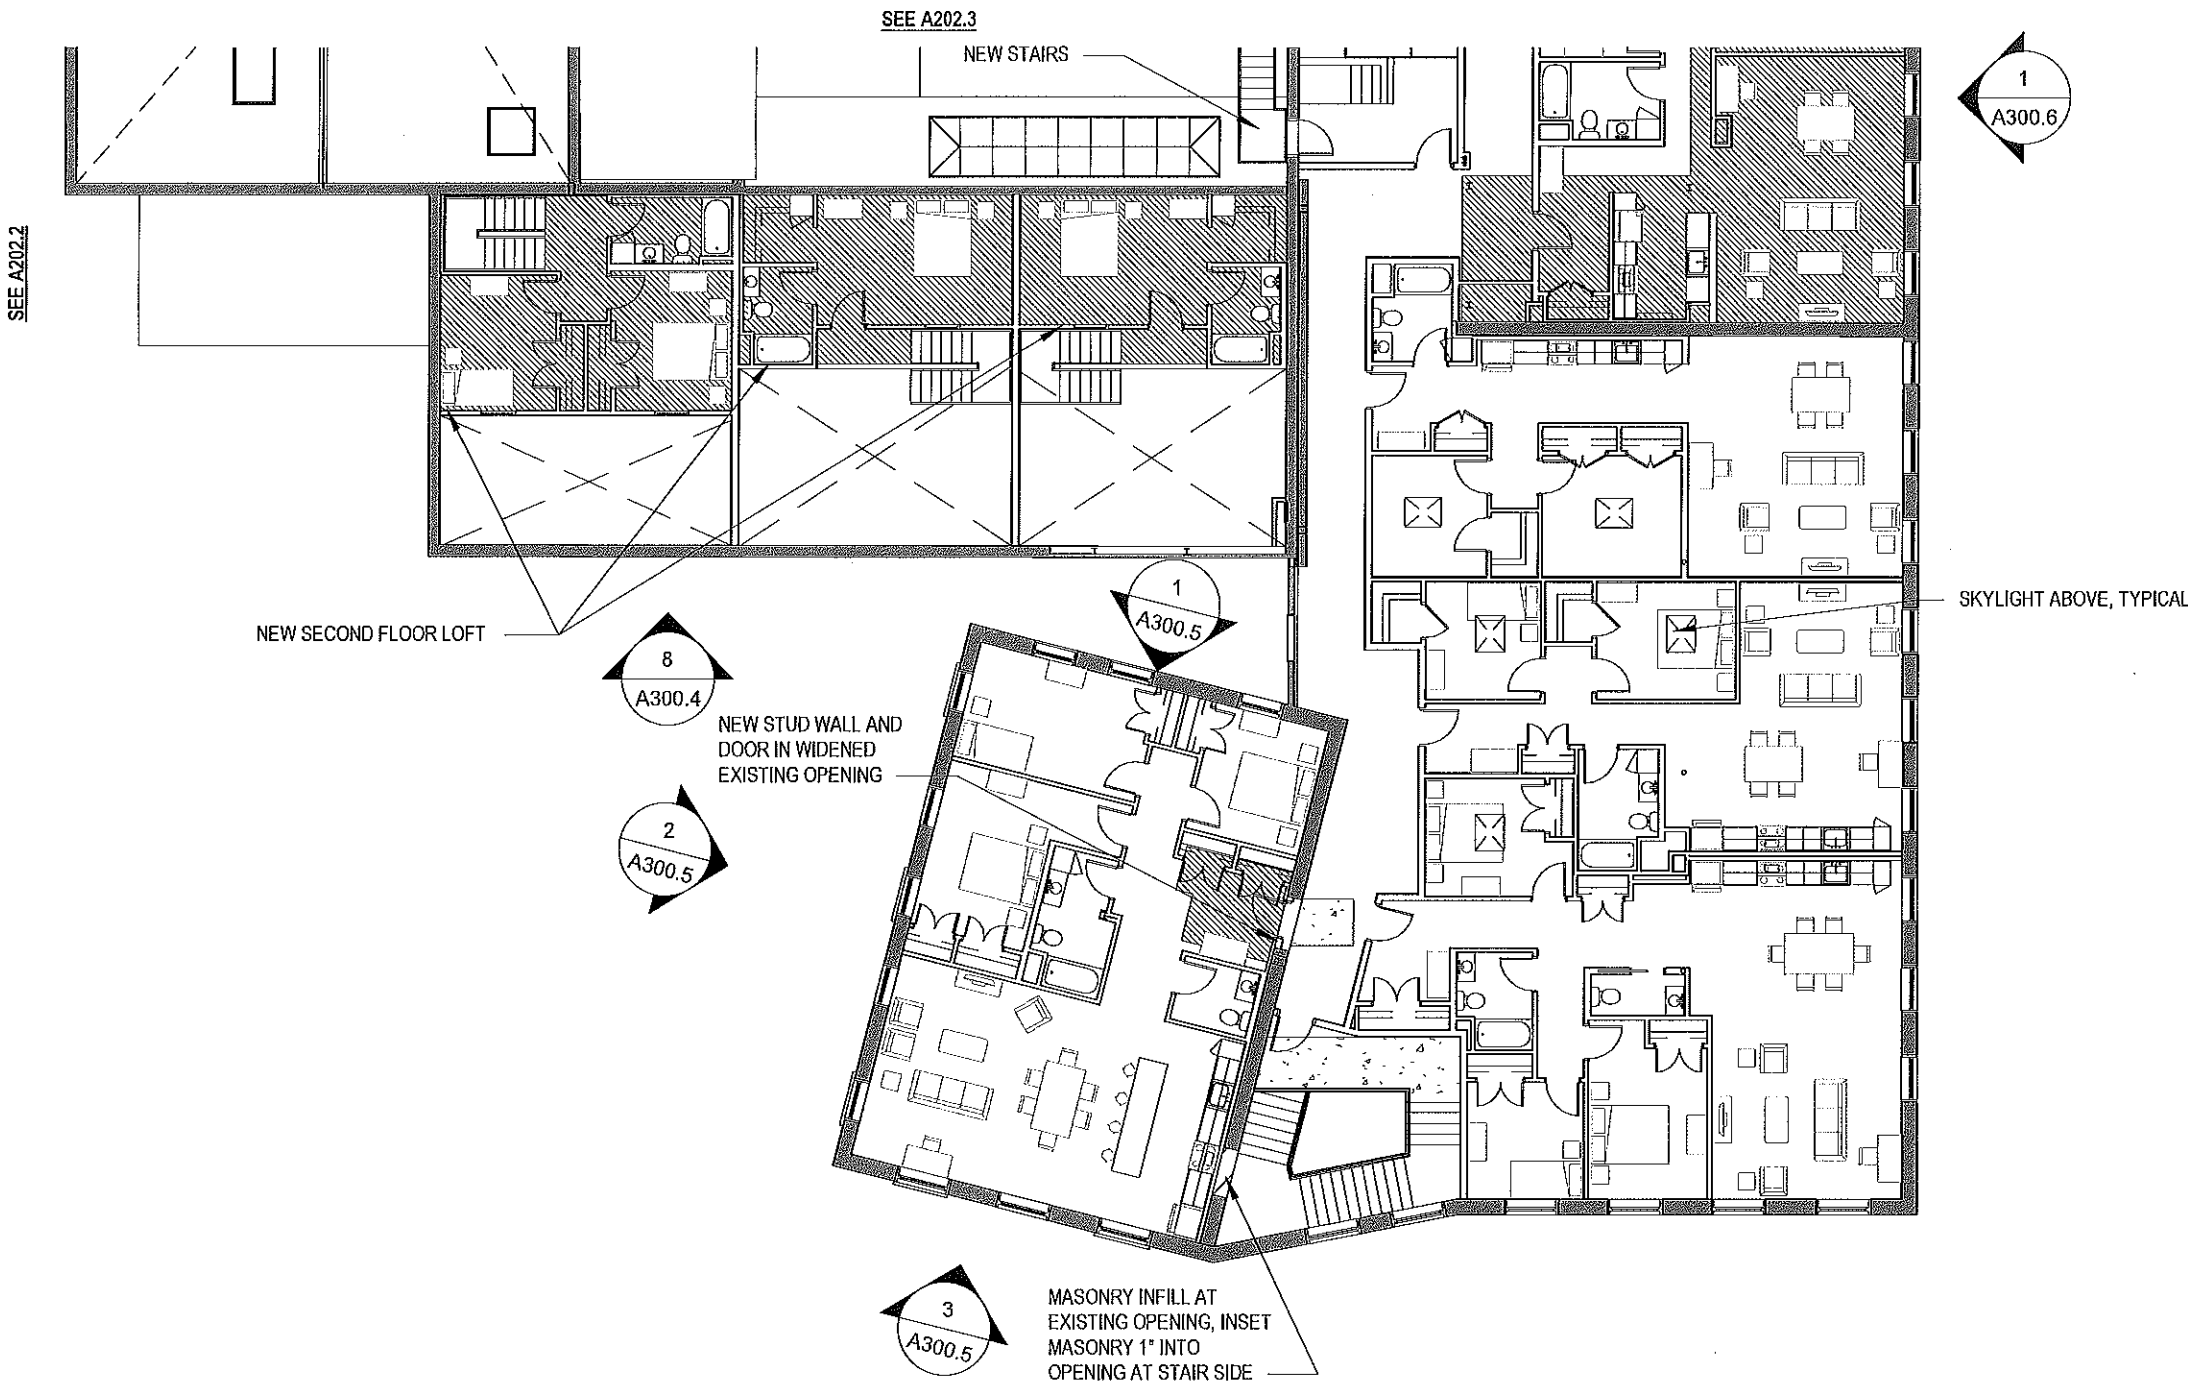 SEE A202.3
NEW STAIRS
1
A300.6
SEE A202.2
1
A300.5
SKYLIGHT ABOVE, TYPICAL
NEW SECOND FLOOR LOFT
8
A300.4
NEW STUD WALL AND
DOOR IN WIDENED
EXISTING OPENING
2
A300.5
3
A300.5
MASONRY INFILL AT
EXISTING OPENING, INSET
MASONRY 1" INTO
OPENING AT STAIR SIDE